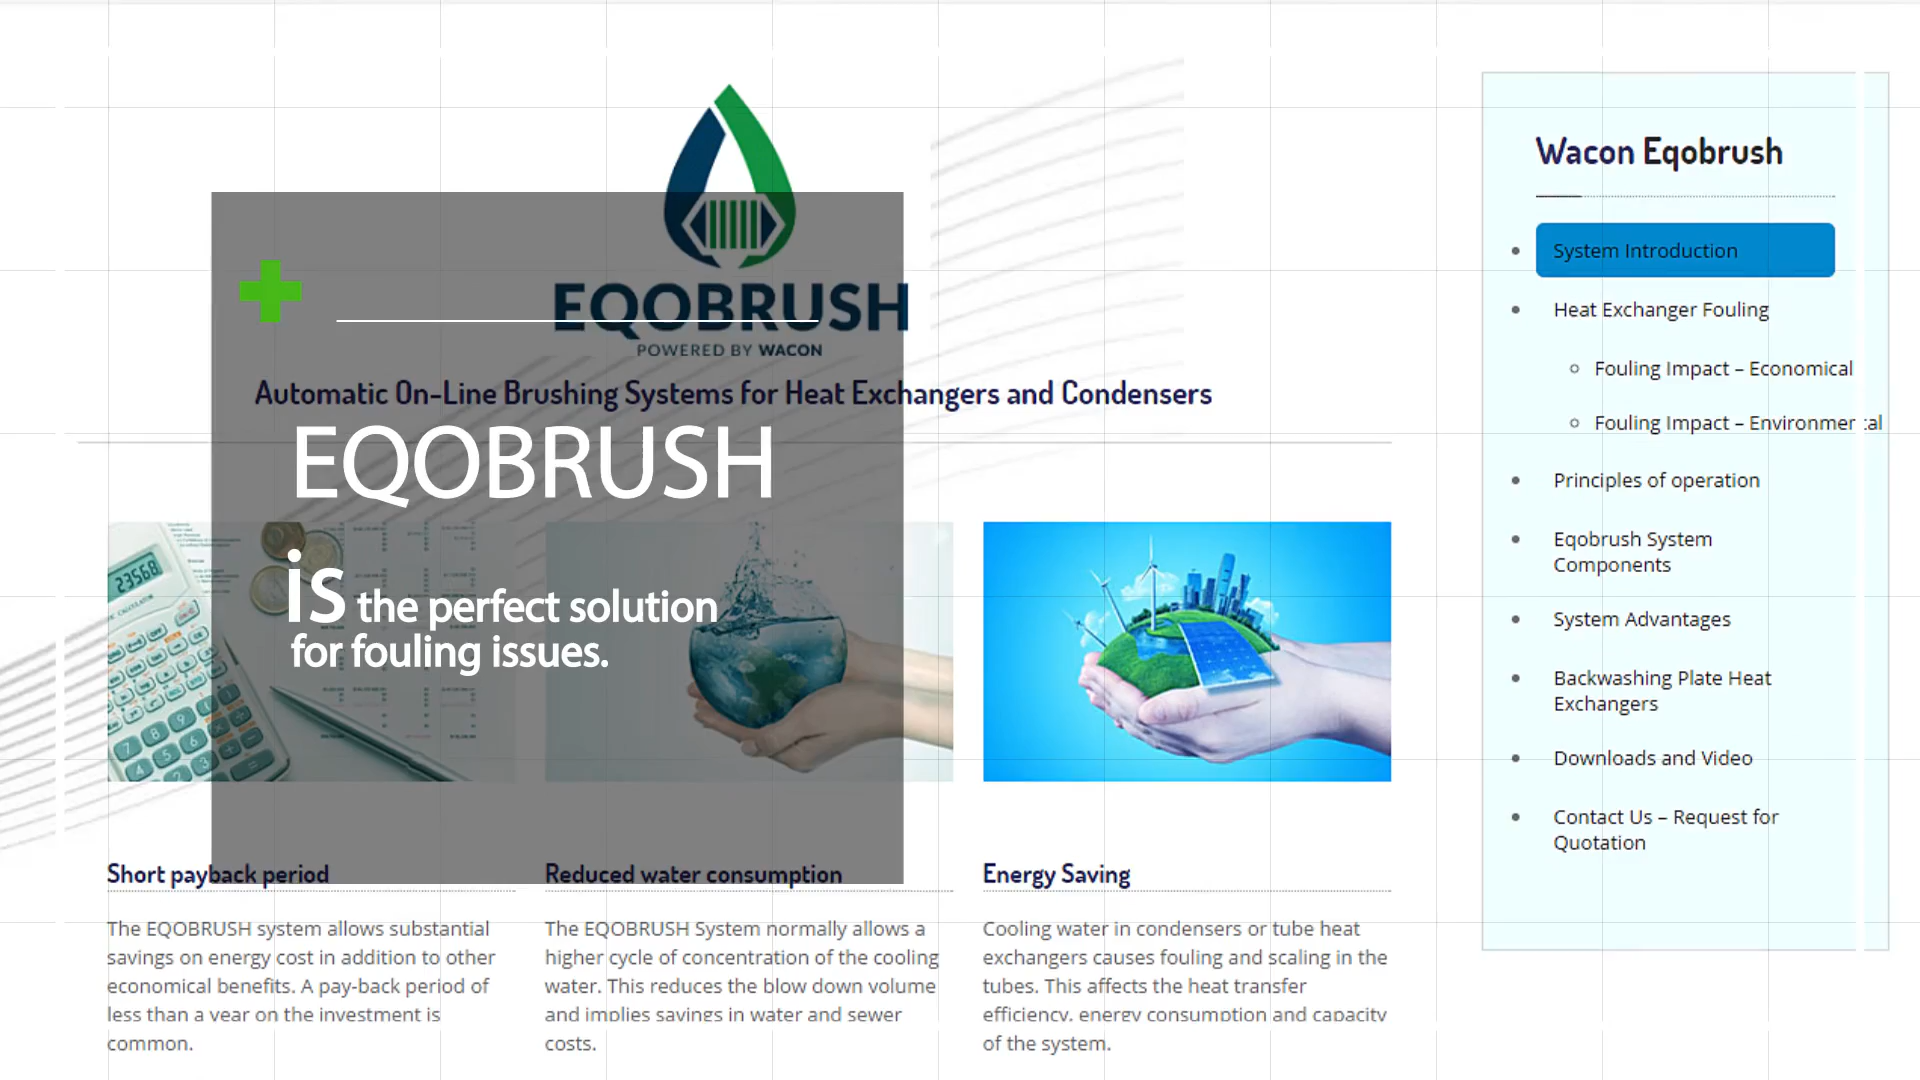 EQOBRUSH
POWERED BY WACON
Automatic On-Line Brushing Systems for Heat Exchangers and Condensers
EQOBRUSH
is the perfect solution
for fouling issues.
23568
Short payback period
The EQOBRUSH system allows substantial
savings on energy cost in addition to other
economical benefits. A pay-back period of
less than a year on the investment is
common.
Reduced water consumption
The EQOBRUSH System normally allows a
higher cycle of concentration of the cooling
water. This reduces the blow down volume
and implies savings in water and sewer
costs.
Energy Saving
Cooling water in condensers or tube heat
exchangers causes fouling and scaling in the
tubes. This affects the heat transfer
efficiency, energy consumption and capacity
of the system.
Wacon Eqobrush
System Introduction
Heat Exchanger Fouling
Fouling Impact – Economical
Fouling Impact – Environmental
Principles of operation
Eqobrush System
Components
System Advantages
Backwashing Plate Heat
Exchangers
Downloads and Video
Contact Us – Request for
Quotation